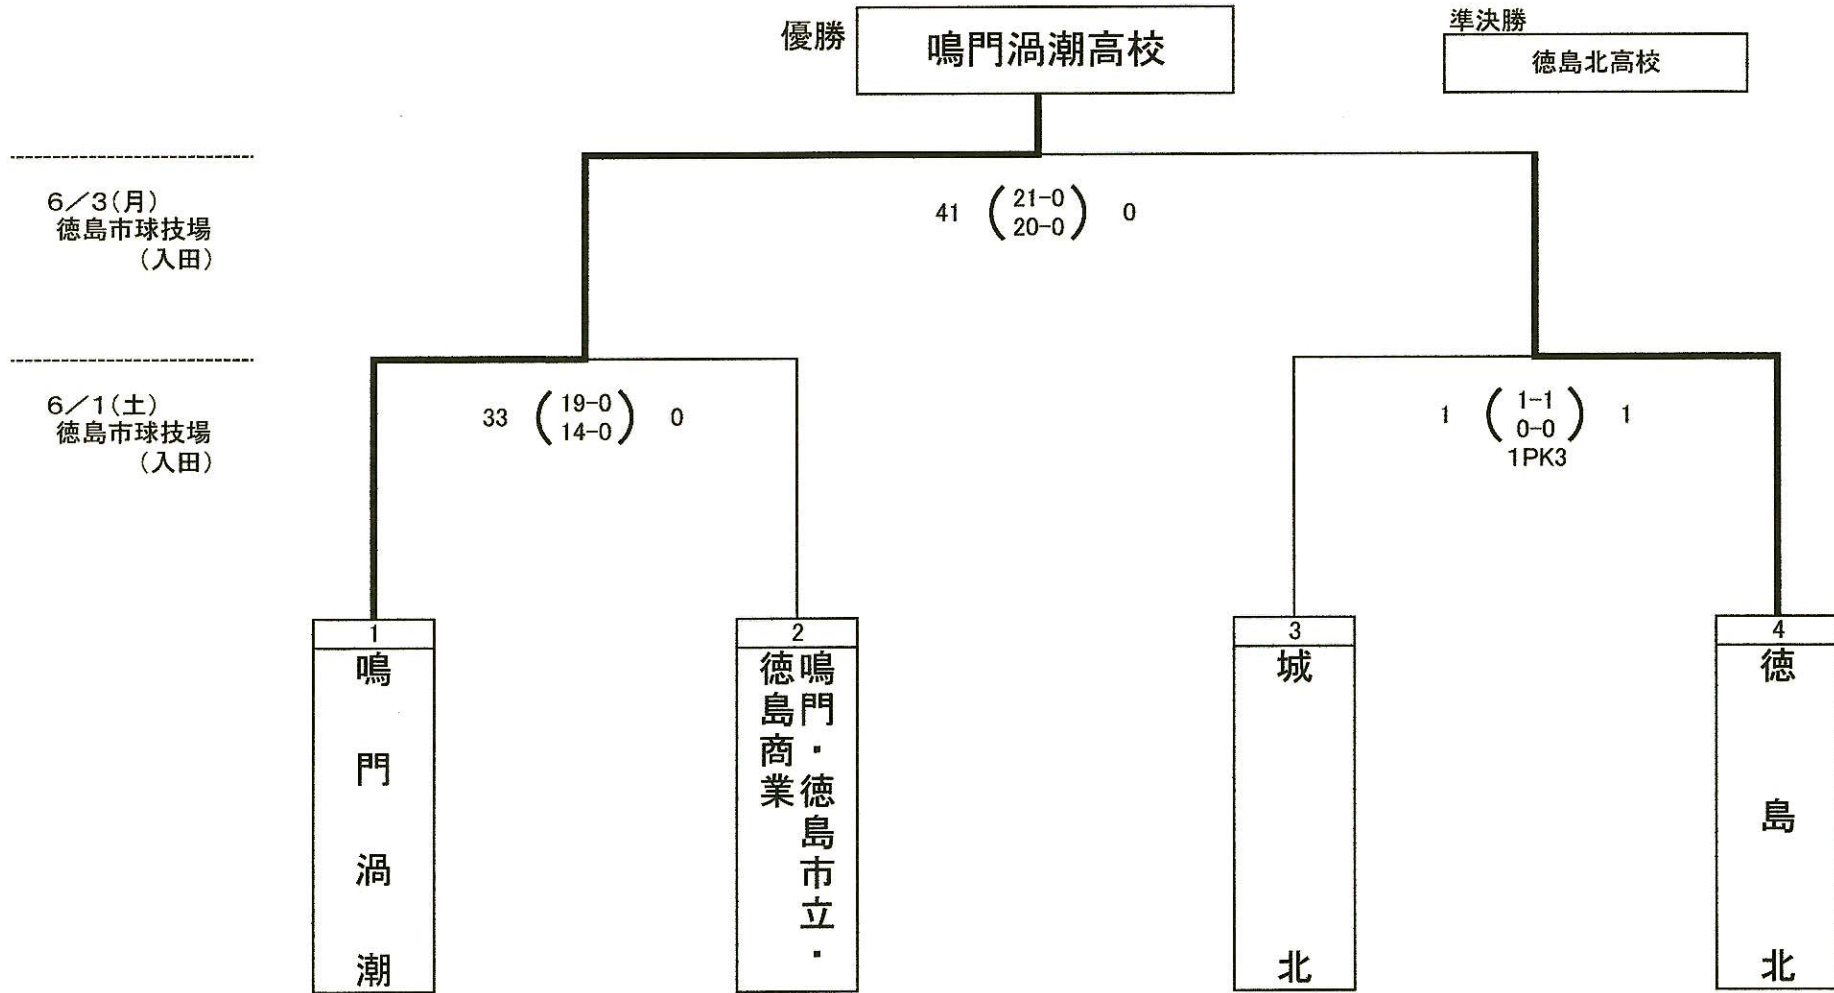 優勝
鳴門渦潮高校
準決勝
徳島北高校
6／3(月)
徳島市球技場
(入田)
41 ( 21-0 ) 0
20-0
6／1(土)
徳島市球技場
(入田)
33 ( 19-0 ) 0
14-0
1 ( 1-1 ) 1
0-0
1PK3
1
鳴門渦潮
2
鳴門・徳島市立・
徳島商業
3
城北
4
徳島北